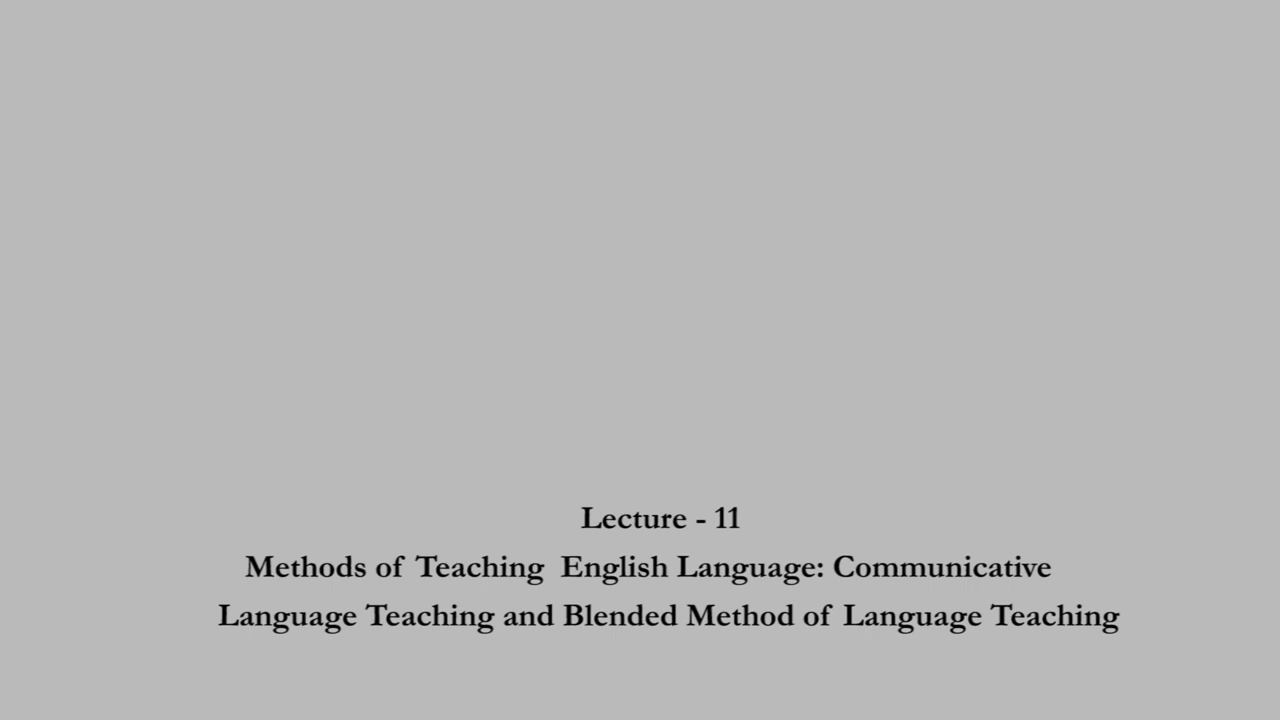 Lecture - 11
Methods of Teaching English Language: Communicative
Language Teaching and Blended Method of Language Teaching